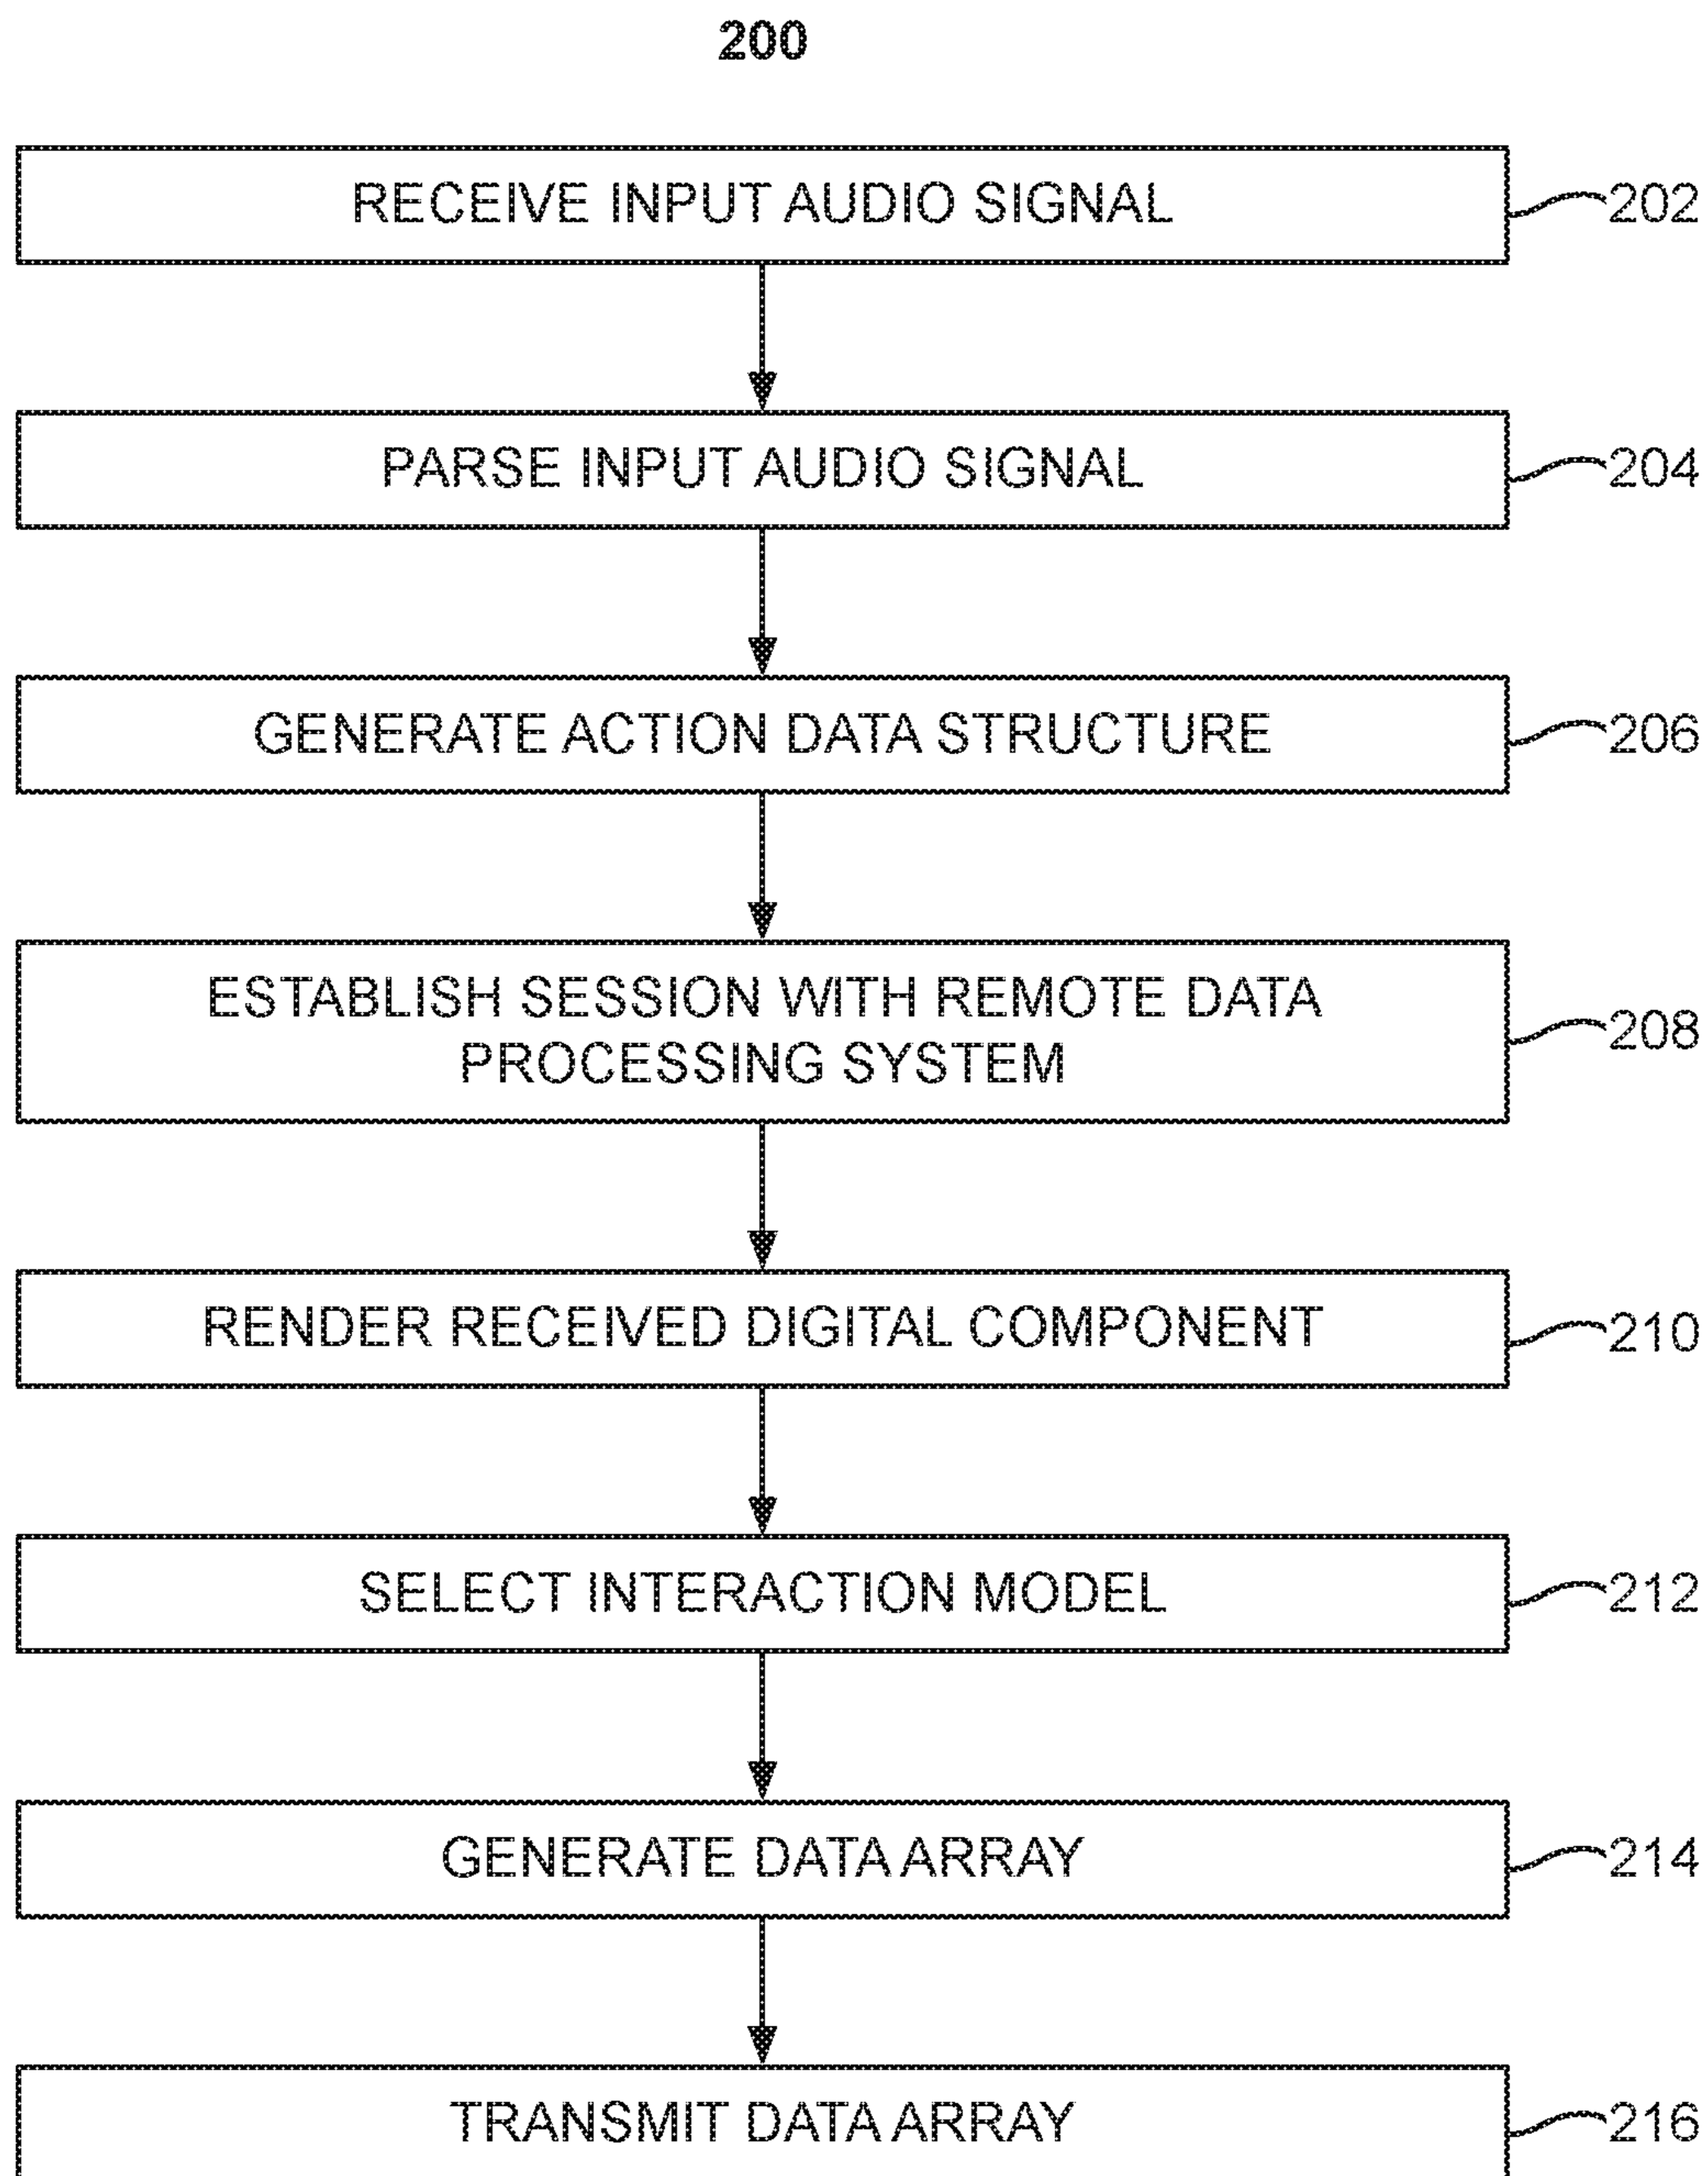 200
RECEIVE INPUT AUDIO SIGNAL
202
PARSE INPUT AUDIO SIGNAL
204
GENERATE ACTION DATA STRUCTURE
206
ESTABLISH SESSION WITH REMOTE DATA
PROCESSING SYSTEM
208
RENDER RECEIVED DIGITAL COMPONENT
210
SELECT INTERACTION MODEL
212
GENERATE DATA ARRAY
214
TRANSMIT DATA ARRAY
216